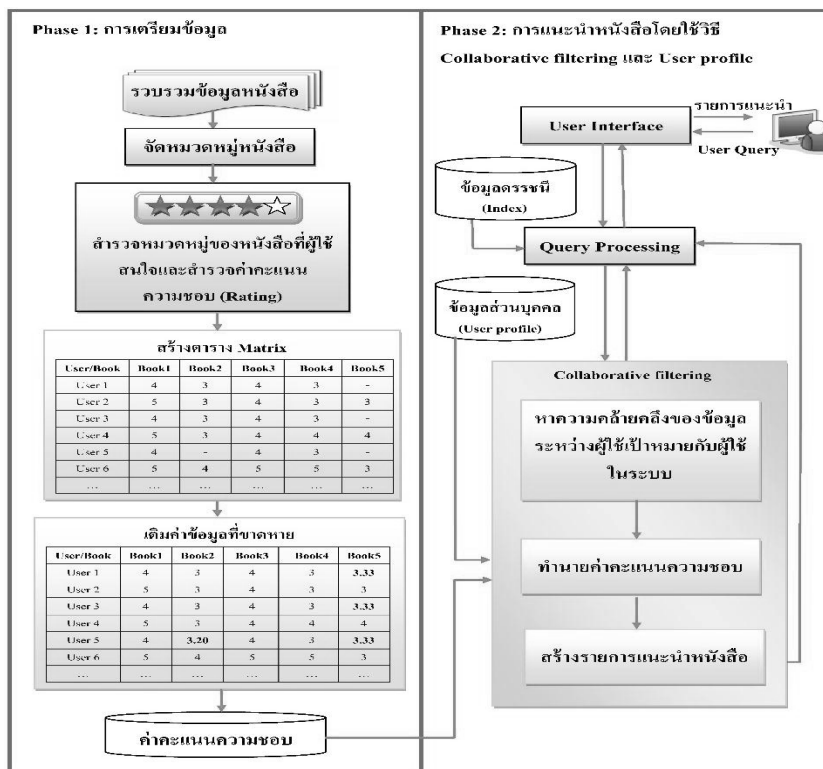 Phase 1: การเตรียมข้อมูล
รวบรวมข้อมูลหนังสือ
จัดหมวดหมู่หนังสือ
สำรวจหมวดหมู่ของหนังสือที่ผู้ใช้
สนใจและสำรวจค่าคะแนน
ความชอบ (Rating)
สร้างตาราง Matrix
User/Book Book1 Book2 Book3 Book4 Book5
User 1 4 3 4 3 -
User 2 5 3 4 3 3
User 3 4 3 4 3 -
User 4 5 3 4 4 4
User 5 4 - 4 3 -
User 6 5 4 5 5 3
... ... ... ... ... ...
เติมค่าข้อมูลที่ขาดหาย
User/Book Book1 Book2 Book3 Book4 Book5
User 1 4 3 4 3 3.33
User 2 5 3 4 3 3
User 3 4 3 4 3 3.33
User 4 5 3 4 4 4
User 5 4 3.20 4 3 3.33
User 6 5 4 5 5 3
... ... ... ... ... ...
ค่าคะแนนความชอบ
Phase 2: การแนะนำหนังสือโดยใช้วิธี
Collaborative filtering และ User profile
รายการแนะนำ
User Interface
User Query
ข้อมูลดรรชนี
(Index)
Query Processing
ข้อมูลส่วนบุคคล
(User profile)
Collaborative filtering
หาความคล้ายคลึงของข้อมูล
ระหว่างผู้ใช้เป้าหมายกับผู้ใช้
ในระบบ
ทำนายค่าคะแนนความชอบ
สร้างรายการแนะนำหนังสือ